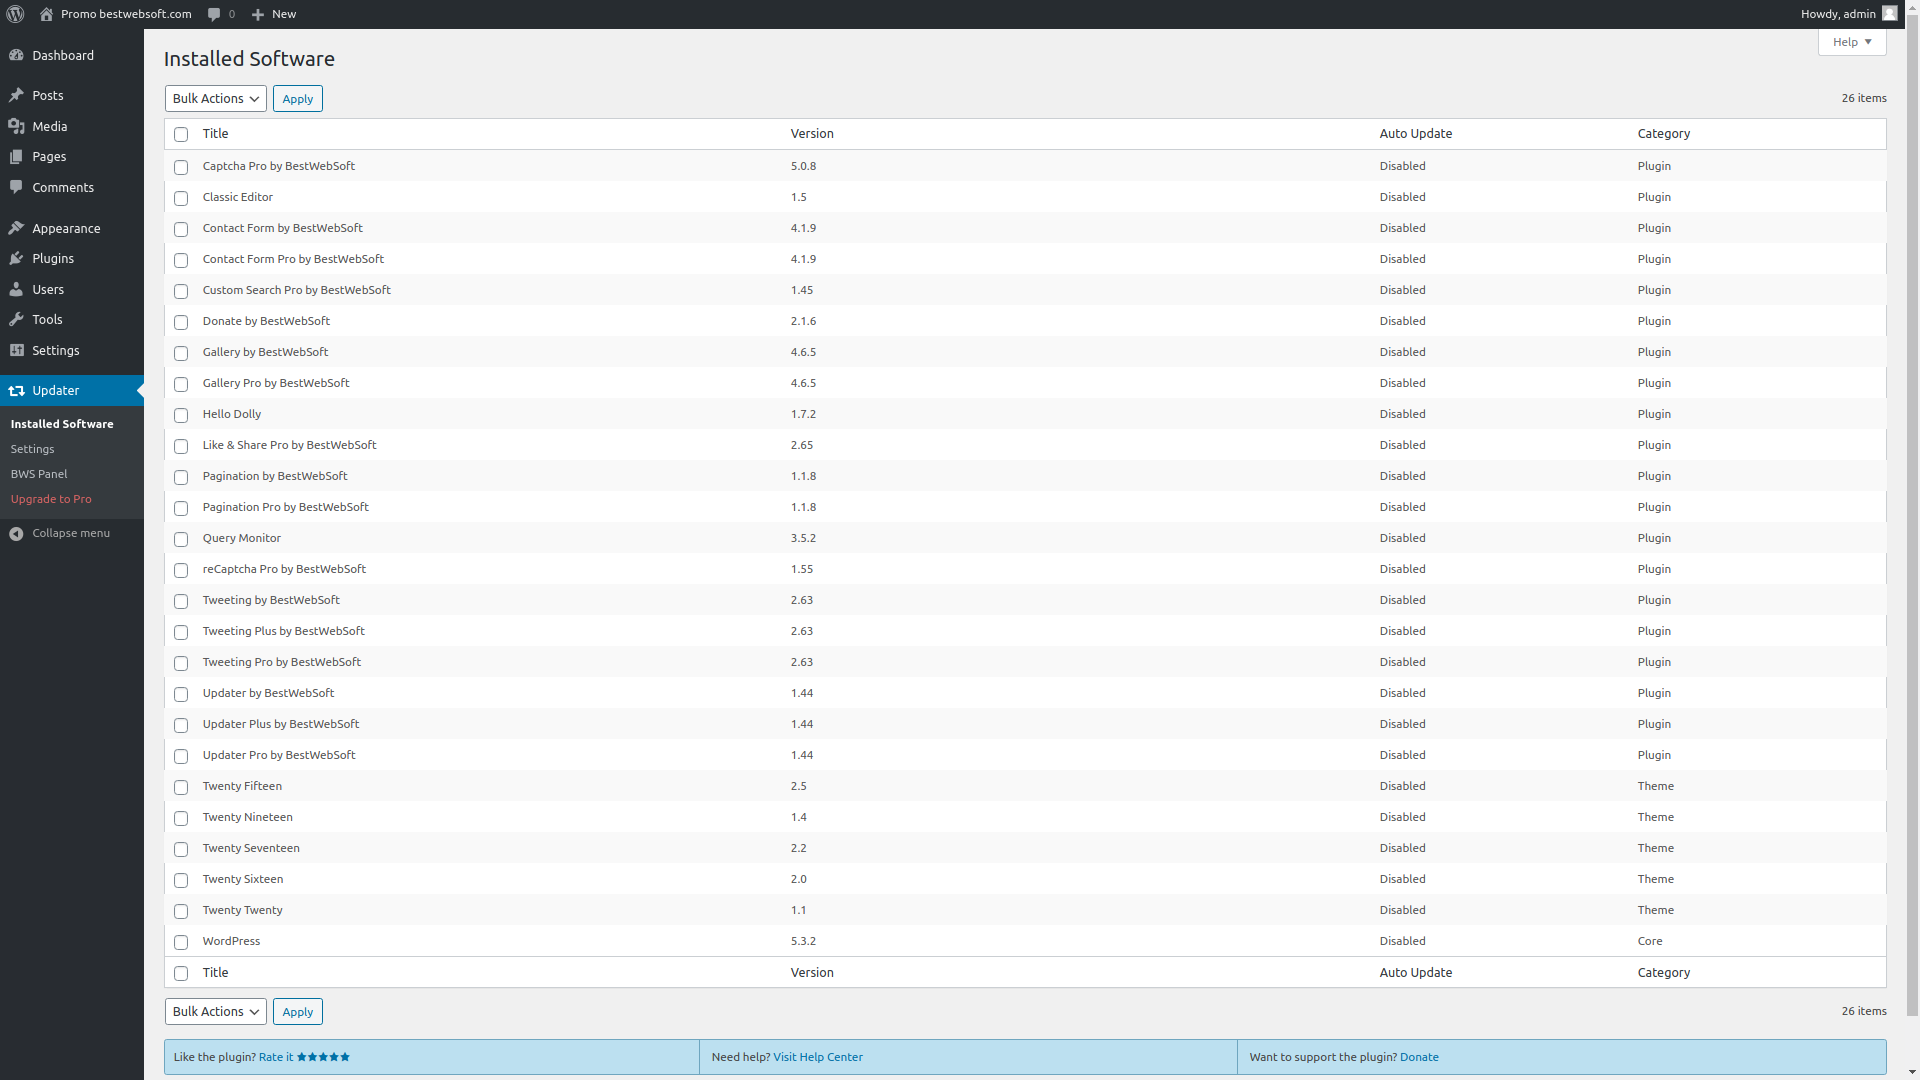 Promo bestwebsoft.com 0 New Howdy, admin
Dashboard
Posts
Media
Pages
Comments
Appearance
Plugins
Users
Tools
Settings
Updater
Installed Software
Settings
BWS Panel
Upgrade to Pro
Collapse menu
Help
Installed Software
Bulk Actions Apply 26 items
Title Version Auto Update Category
Captcha Pro by BestWebSoft 5.0.8 Disabled Plugin
Classic Editor 1.5 Disabled Plugin
Contact Form by BestWebSoft 4.1.9 Disabled Plugin
Contact Form Pro by BestWebSoft 4.1.9 Disabled Plugin
Custom Search Pro by BestWebSoft 1.45 Disabled Plugin
Donate by BestWebSoft 2.1.6 Disabled Plugin
Gallery by BestWebSoft 4.6.5 Disabled Plugin
Gallery Pro by BestWebSoft 4.6.5 Disabled Plugin
Hello Dolly 1.7.2 Disabled Plugin
Like & Share Pro by BestWebSoft 2.65 Disabled Plugin
Pagination by BestWebSoft 1.1.8 Disabled Plugin
Pagination Pro by BestWebSoft 1.1.8 Disabled Plugin
Query Monitor 3.5.2 Disabled Plugin
reCaptcha Pro by BestWebSoft 1.55 Disabled Plugin
Tweeting by BestWebSoft 2.63 Disabled Plugin
Tweeting Plus by BestWebSoft 2.63 Disabled Plugin
Tweeting Pro by BestWebSoft 2.63 Disabled Plugin
Updater by BestWebSoft 1.44 Disabled Plugin
Updater Plus by BestWebSoft 1.44 Disabled Plugin
Updater Pro by BestWebSoft 1.44 Disabled Plugin
Twenty Fifteen 2.5 Disabled Theme
Twenty Nineteen 1.4 Disabled Theme
Twenty Seventeen 2.2 Disabled Theme
Twenty Sixteen 2.0 Disabled Theme
Twenty Twenty 1.1 Disabled Theme
WordPress 5.3.2 Disabled Core
Title Version Auto Update Category
Bulk Actions Apply 26 items
Like the plugin? Rate it ★★★★★ Need help? Visit Help Center Want to support the plugin? Donate